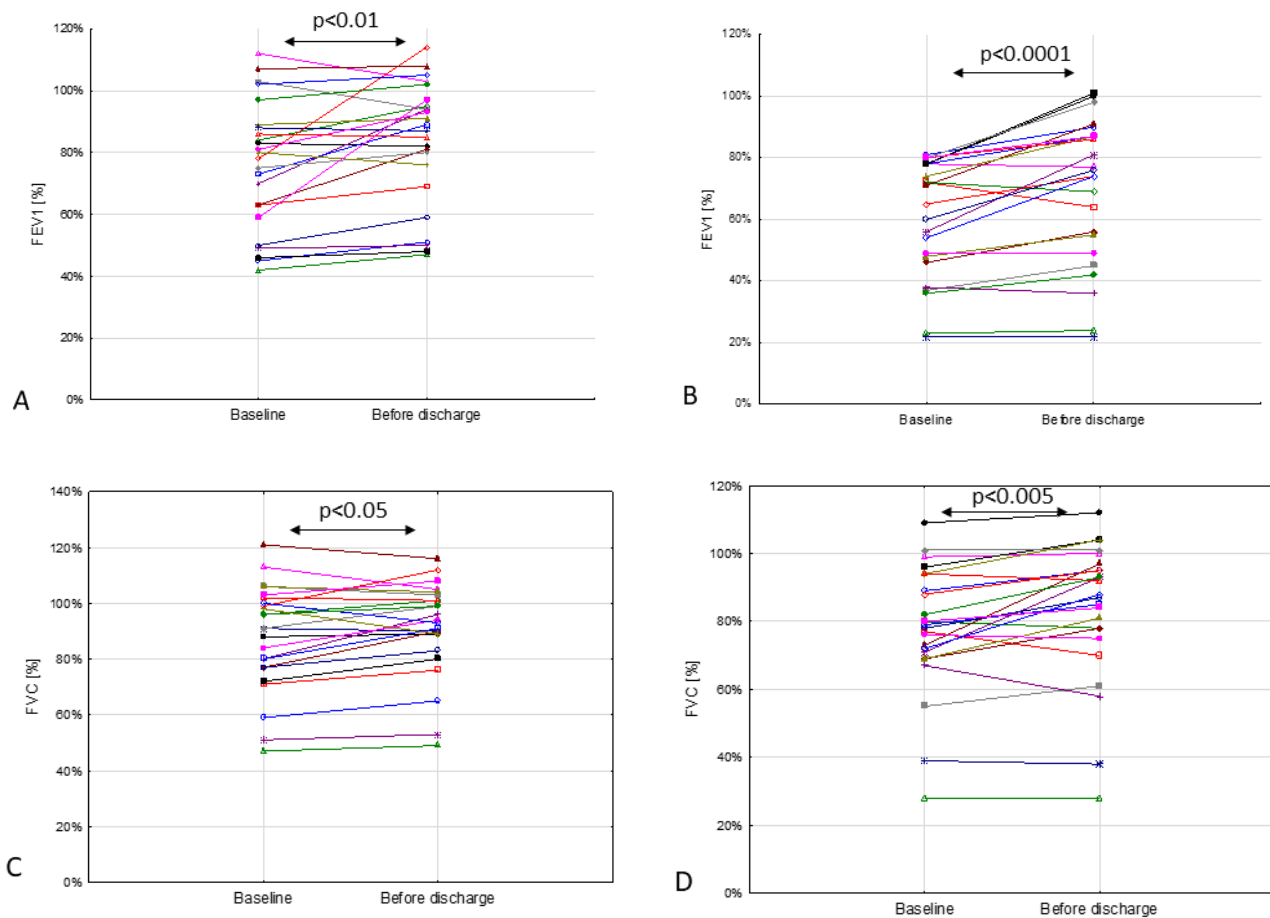 p<0.01
120%
100%
80%
60%
40%
20%
0%
FEV1 [%]
Baseline Before discharge
A
p<0.0001
120%
100%
80%
60%
40%
20%
0%
FEV1 [%]
Baseline Before discharge
B
p<0.05
140%
120%
100%
80%
60%
40%
20%
0%
FVC [%]
Baseline Before discharge
C
p<0.005
120%
100%
80%
60%
40%
20%
0%
FVC [%]
Baseline Before discharge
D